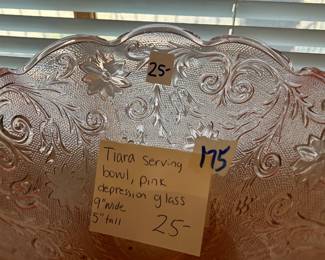 25-
Tiara serving
bowl, pink
depression glass
9" wide
5" tall
25-
175